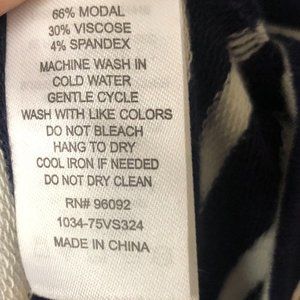 66% MODAL
30% VISCOSE
4% SPANDEX
MACHINE WASH IN
COLD WATER
GENTLE CYCLE
WASH WITH LIKE COLORS
DO NOT BLEACH
HANG TO DRY
COOL IRON IF NEEDED
DO NOT DRY CLEAN
RN# 96092
1034-75VS324
MADE IN CHINA